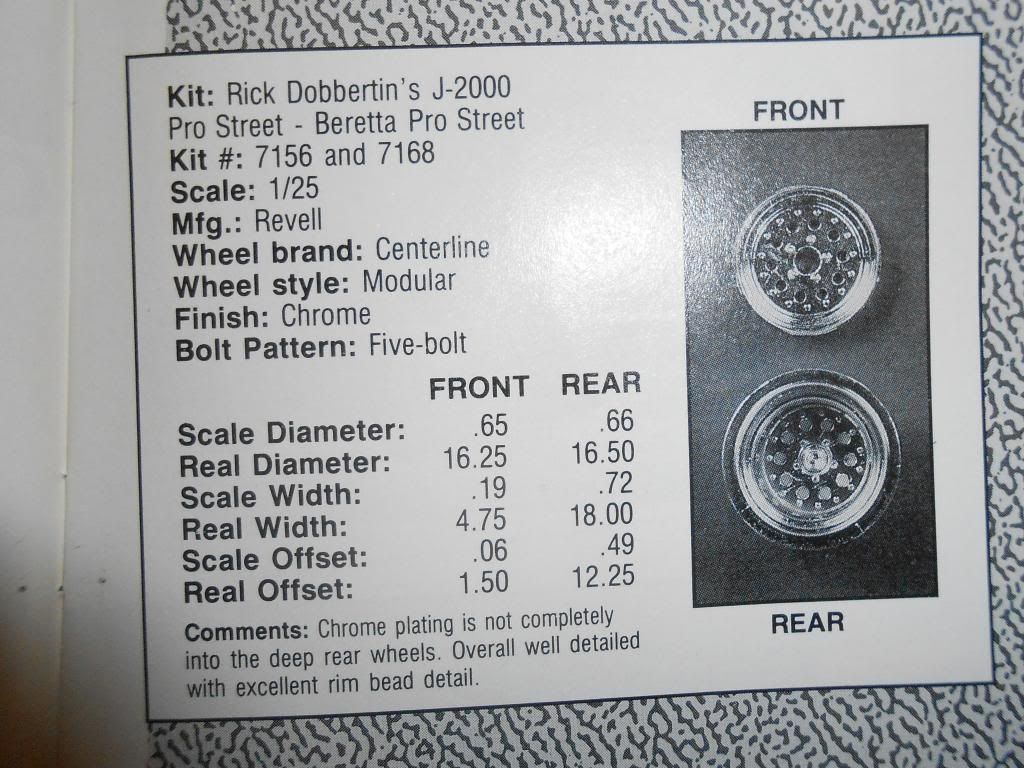 Kit: Rick Dobbertin's J-2000
Pro Street - Beretta Pro Street
Kit #: 7156 and 7168
Scale: 1/25
Mfg.: Revell
Wheel brand: Centerline
Wheel style: Modular
Finish: Chrome
Bolt Pattern: Five-bolt
FRONT REAR
Scale Diameter: .65 .66
Real Diameter: 16.25 16.50
Scale Width: .19 .72
Real Width: 4.75 18.00
Scale Offset: .06 .49
Real Offset: 1.50 12.25
Comments: Chrome plating is not completely
into the deep rear wheels. Overall well detailed
with excellent rim bead detail.
FRONT
REAR